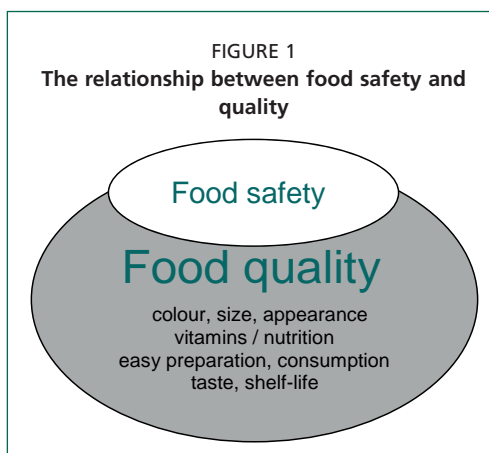 FIGURE 1
The relationship between food safety and
quality
Food safety
Food quality
colour, size, appearance
vitamins / nutrition
easy preparation, consumption
taste, shelf-life